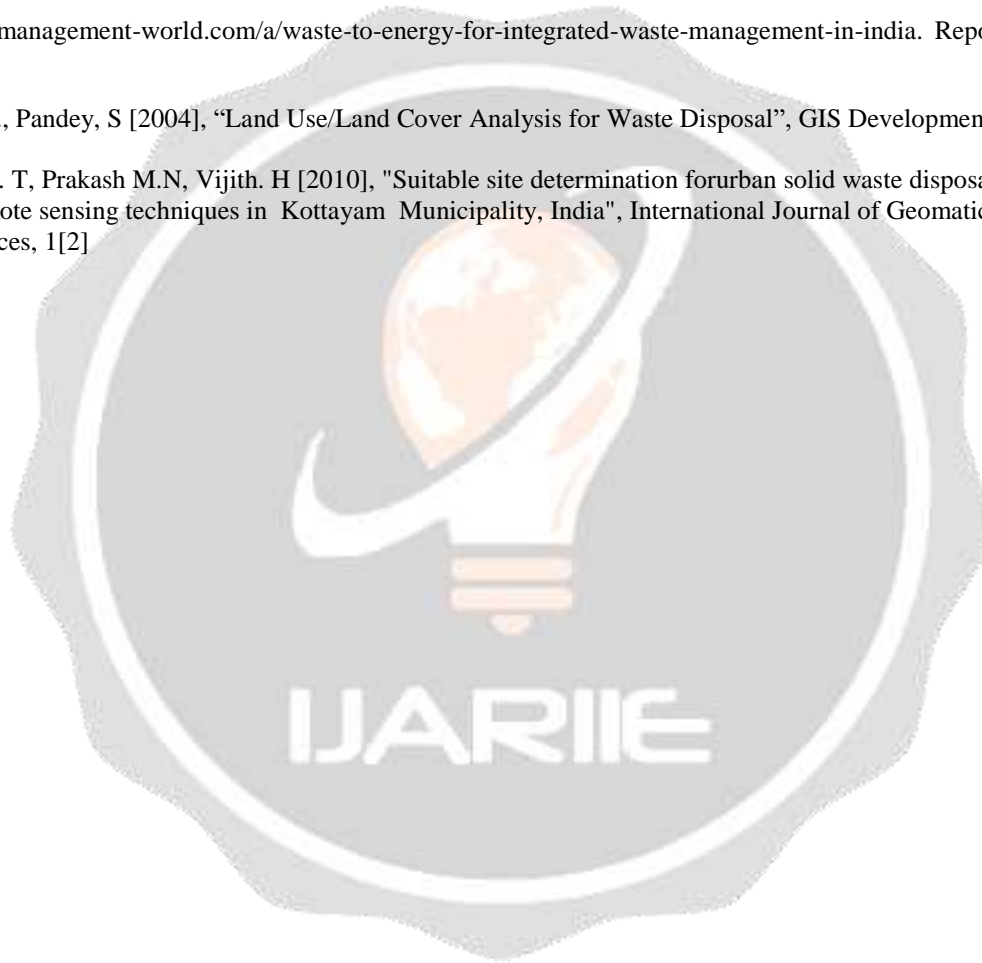 management-world.com/a/waste-to-energy-for-integrated-waste-management-in-india. Repo
., Pandey, S [2004], “Land Use/Land Cover Analysis for Waste Disposal”, GIS Developmen
. T, Prakash M.N, Vijith. H [2010], "Suitable site determination forurban solid waste disposa
ote sensing techniques in Kottayam Municipality, India", International Journal of Geomatic
ces, 1[2]
IJARIIE